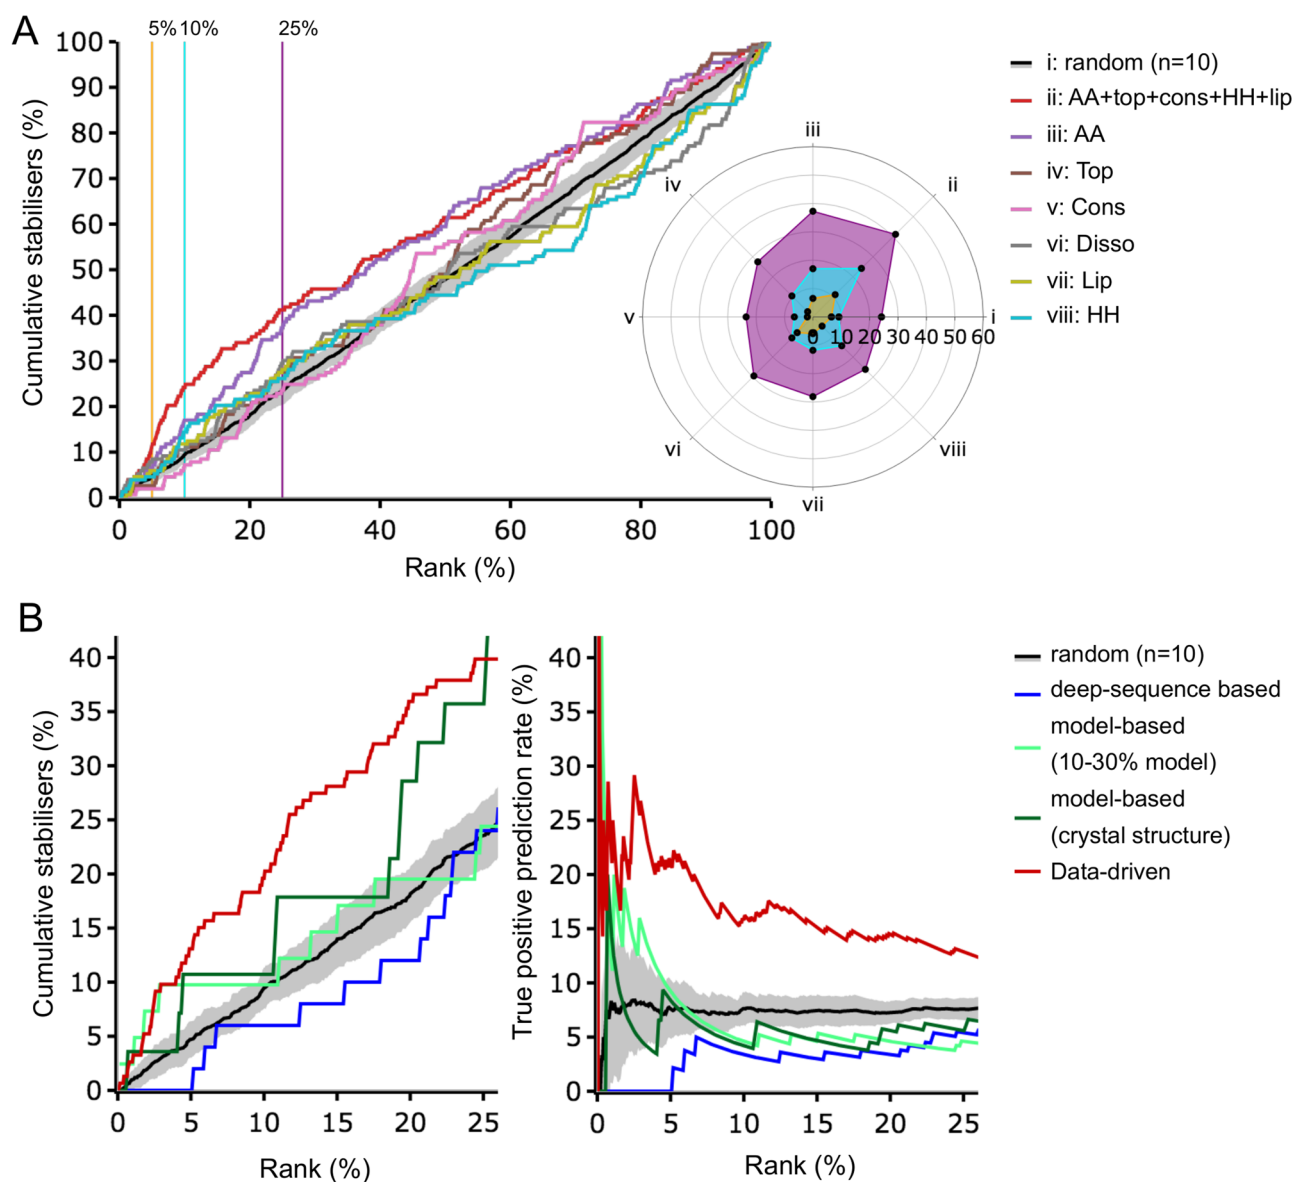 A
5% 10% 25%
100
90
80
70
60
50
40
30
20
10
0
Cumulative stabilisers (%)
0 20 40 60 80 100
Rank (%)
i: random (n=10)
ii: AA+top+cons+HH+lip
iii: AA
iv: Top
v: Cons
vi: Disso
vii: Lip
viii: HH
iii
iv ii
v i
0 10 20 30 40 50 60
vi viii
vii
B
40
35
30
25
20
15
10
5
0
Cumulative stabilisers (%)
0 5 10 15 20 25
Rank (%)
40
35
30
25
20
15
10
5
0
True positive prediction rate (%)
0 5 10 15 20 25
Rank (%)
random (n=10)
deep-sequence based
model-based
(10-30% model)
model-based
(crystal structure)
Data-driven